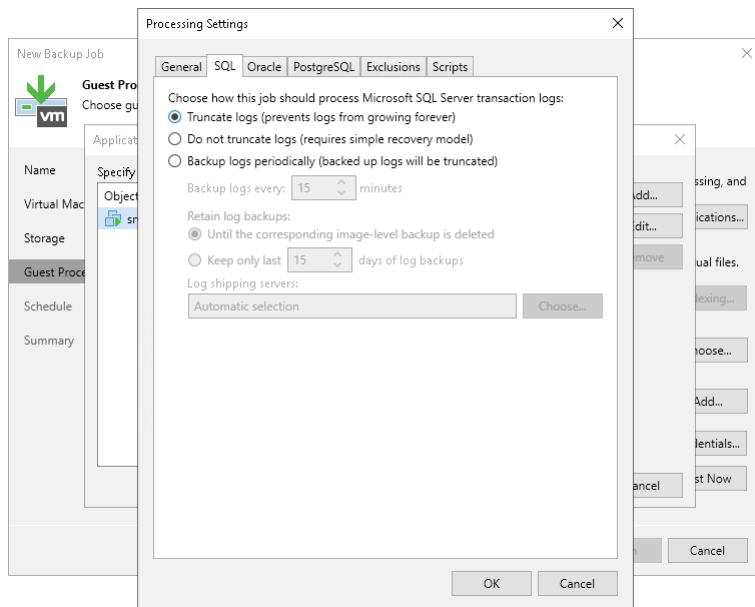 Processing Settings
New Backup Job
Guest Pro
Choose gu
vm
Name
Virtual Mac
Storage
Guest Proce
Schedule
Summary
Applicat
Specify
Object
General
SQL
Oracle
PostgreSQL
Exclusions
Scripts
Choose how this job should process Microsoft SQL Server transaction logs:
Truncate logs (prevents logs from growing forever)
Do not truncate logs (requires simple recovery model)
Backup logs periodically (backed up logs will be truncated)
Backup logs every: 15 minutes
Retain log backups:
Until the corresponding image-level backup is deleted
Keep only last 15 days of log backups
Log shipping servers:
Automatic selection
Choose...
OK
Cancel
Add...
Edit...
emove
ancel
ssing, and
ications...
ual files.
lexing...
hoose...
Add...
dentials...
st Now
Cancel